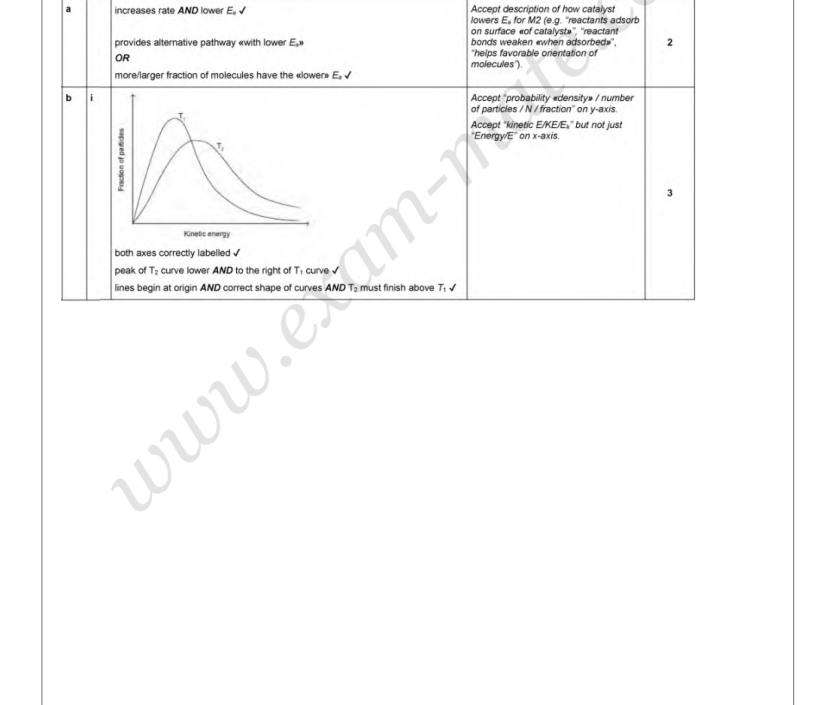 a
increases rate AND lower Eₐ ✓
provides alternative pathway «with lower Eₐ»
OR
more/larger fraction of molecules have the «lower» Eₐ ✓
Accept description of how catalyst
lowers Eₐ for M2 (e.g. "reactants adsorb
on surface «of catalyst»", "reactant
bonds weaken «when adsorbed»",
"helps favorable orientation of
molecules").
2
b i
Fraction of particles
T₁
T₂
Kinetic energy
both axes correctly labelled ✓
peak of T₂ curve lower AND to the right of T₁ curve ✓
lines begin at origin AND correct shape of curves AND T₂ must finish above T₁ ✓
Accept "probability «density» / number
of particles / N / fraction" on y-axis.
Accept "kinetic E/KE/Eₖ" but not just
"Energy/E" on x-axis.
3